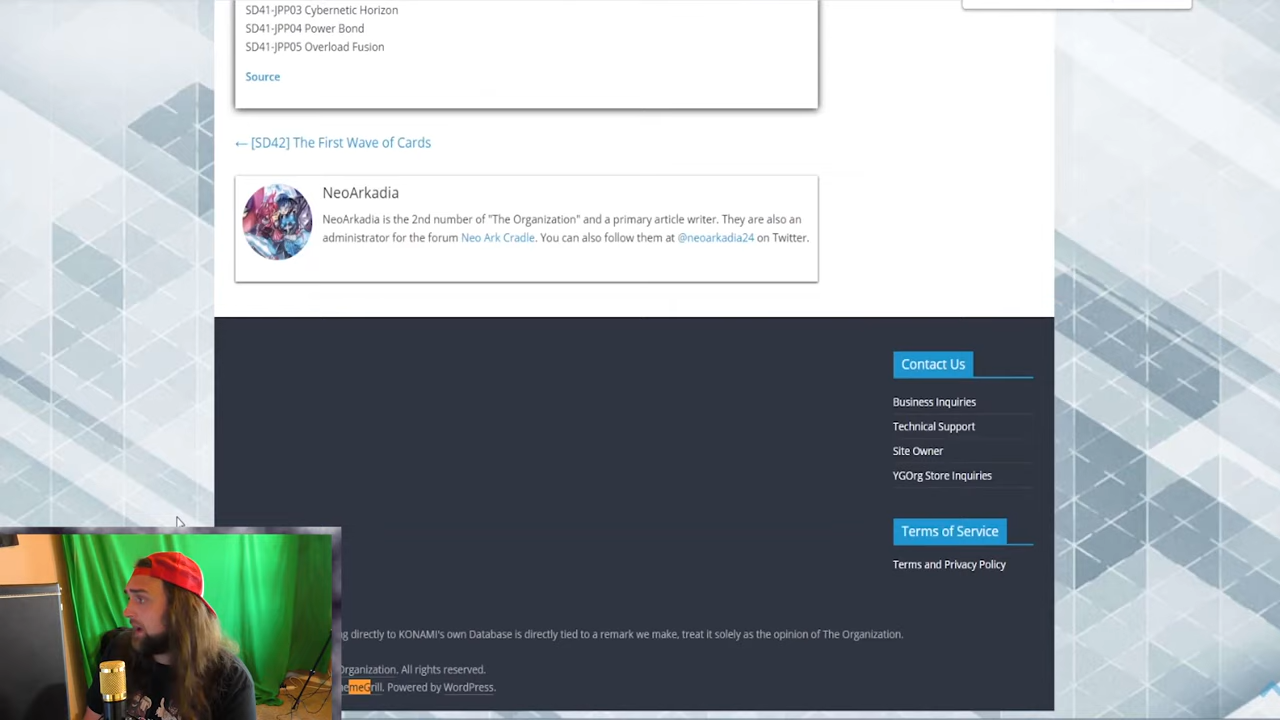 SD41-JPP03 Cybernetic Horizon
SD41-JPP04 Power Bond
SD41-JPP05 Overload Fusion
Source
← [SD42] The First Wave of Cards
NeoArkadia
NeoArkadia is the 2nd number of "The Organization" and a primary article writer. They are also an
administrator for the forum Neo Ark Cradle. You can also follow them at @neoarkadia24 on Twitter.
Contact Us
Business Inquiries
Technical Support
Site Owner
YGOrg Store Inquiries
Terms of Service
Terms and Privacy Policy
directly to KONAMI's own Database is directly tied to a remark we make, treat it solely as the opinion of The Organization.
Organization. All rights reserved.
emeGrill. Powered by WordPress.